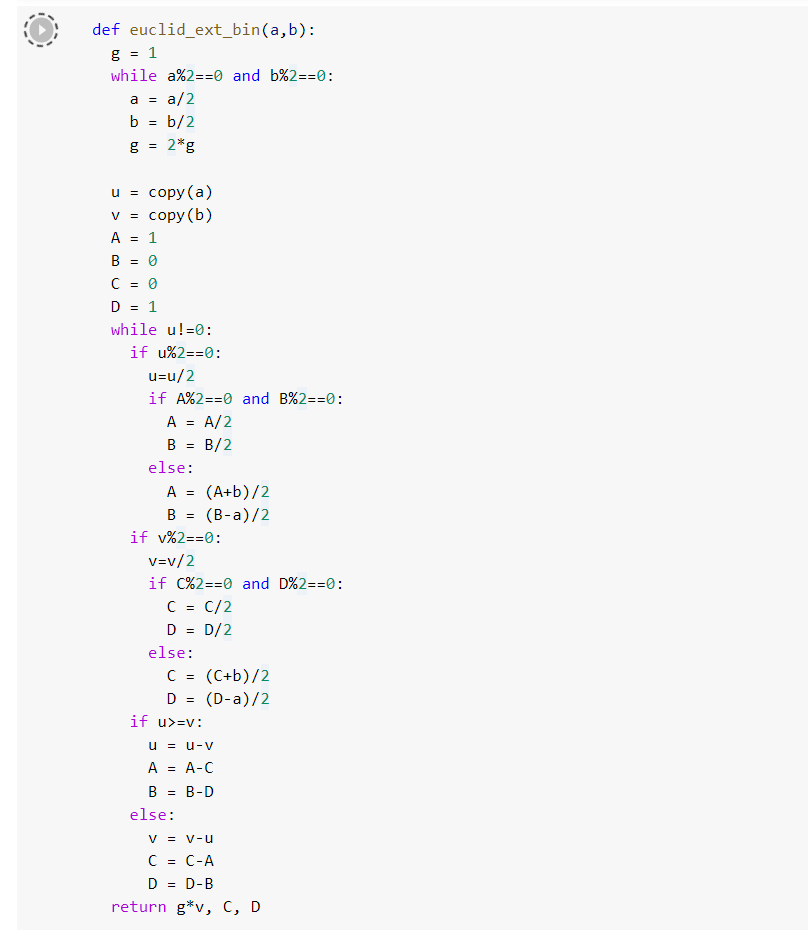 def euclid_ext_bin(a,b):
  g = 1
  while a%2==0 and b%2==0:
    a = a/2
    b = b/2
    g = 2*g

  u = copy(a)
  v = copy(b)
  A = 1
  B = 0
  C = 0
  D = 1
  while u!=0:
    if u%2==0:
      u=u/2
      if A%2==0 and B%2==0:
        A = A/2
        B = B/2
      else:
        A = (A+b)/2
        B = (B-a)/2
    if v%2==0:
      v=v/2
      if C%2==0 and D%2==0:
        C = C/2
        D = D/2
      else:
        C = (C+b)/2
        D = (D-a)/2
    if u>=v:
      u = u-v
      A = A-C
      B = B-D
    else:
      v = v-u
      C = C-A
      D = D-B
  return g*v, C, D